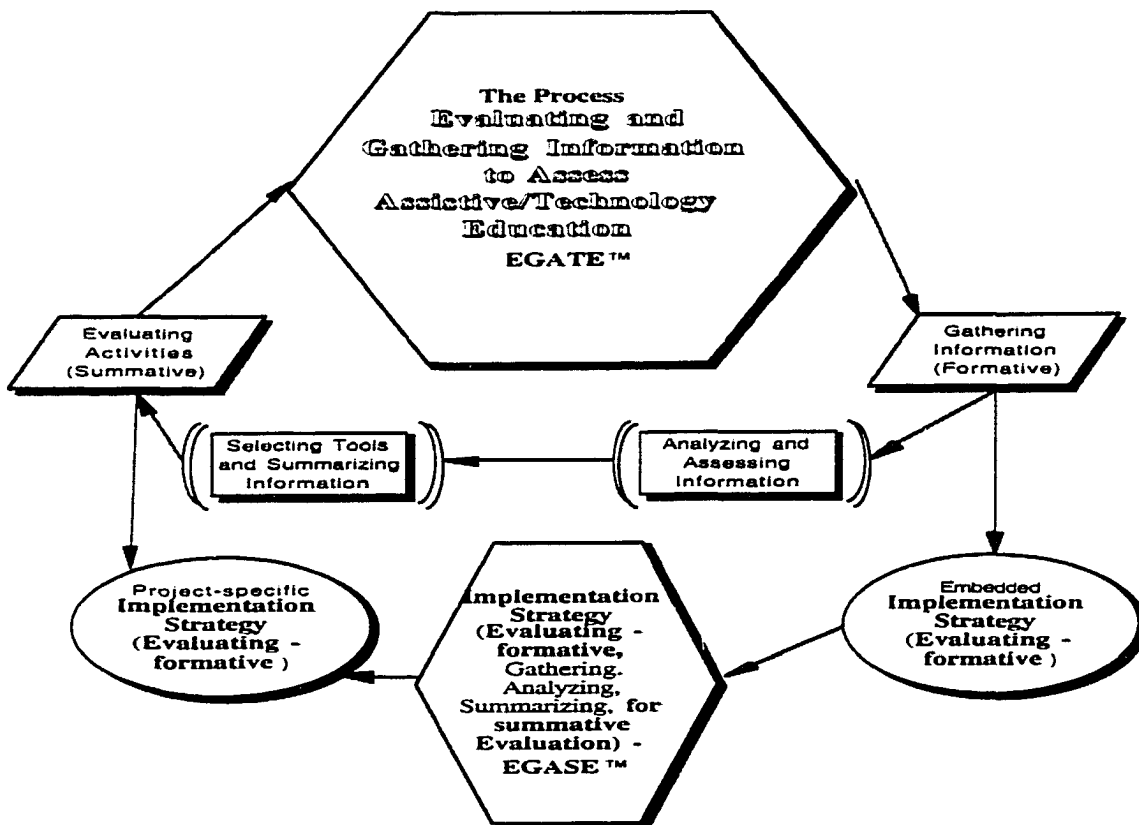 The Process
Evaluating and
Gathering Information
to Assess
Assistive/Technology
Education
EGATE™
Evaluating
Activities
(Summative)
Gathering
Information
(Formative)
Selecting Tools
and Summarizing
Information
Analyzing and
Assessing
Information
Project-specific
Implementation
Strategy
(Evaluating -
formative )
Implementation
Strategy
(Evaluating -
formative,
Gathering.
Analyzing,
Summarizing, for
summative
Evaluation) -
EGASE™
Embedded
Implementation
Strategy
(Evaluating -
formative )